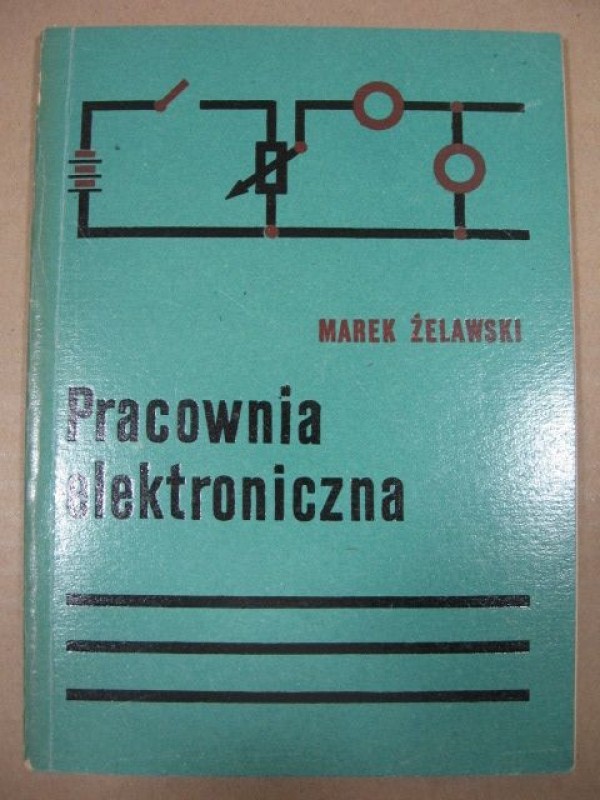 MAREK ŻELAWSKI
Pracownia
elektroniczna